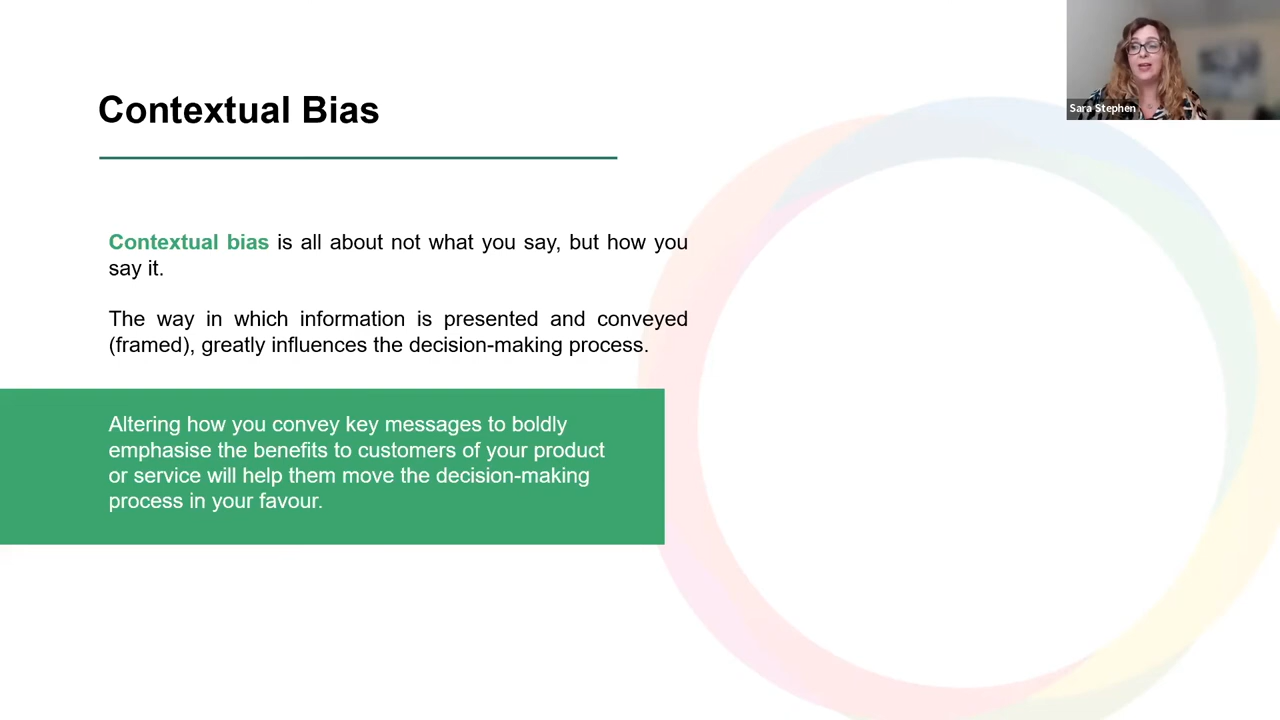 Contextual Bias
Sara Stephen
Contextual bias is all about not what you say, but how you
say it.
The way in which information is presented and conveyed
(framed), greatly influences the decision-making process.
Altering how you convey key messages to boldly
emphasise the benefits to customers of your product
or service will help them move the decision-making
process in your favour.